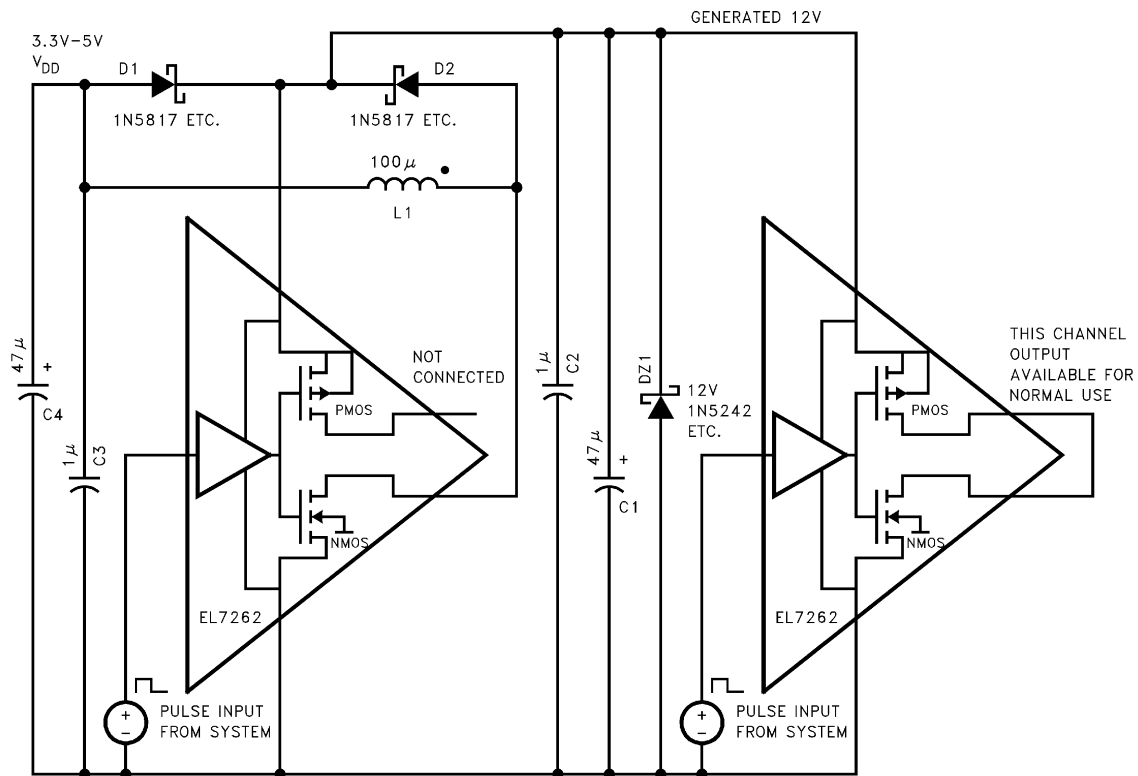 GENERATED 12V
3.3V-5V
VDD
D1
D2
1N5817 ETC.
1N5817 ETC.
100μ
L1
NOT
CONNECTED
THIS CHANNEL
OUTPUT
AVAILABLE FOR
NORMAL USE
47μ
+
C4
1μ
C3
PMOS
NMOS
EL7262
1μ
C2
47μ
+
C1
DZ1
12V
1N5242
ETC.
PMOS
NMOS
EL7262
+
-
PULSE INPUT
FROM SYSTEM
+
-
PULSE INPUT
FROM SYSTEM